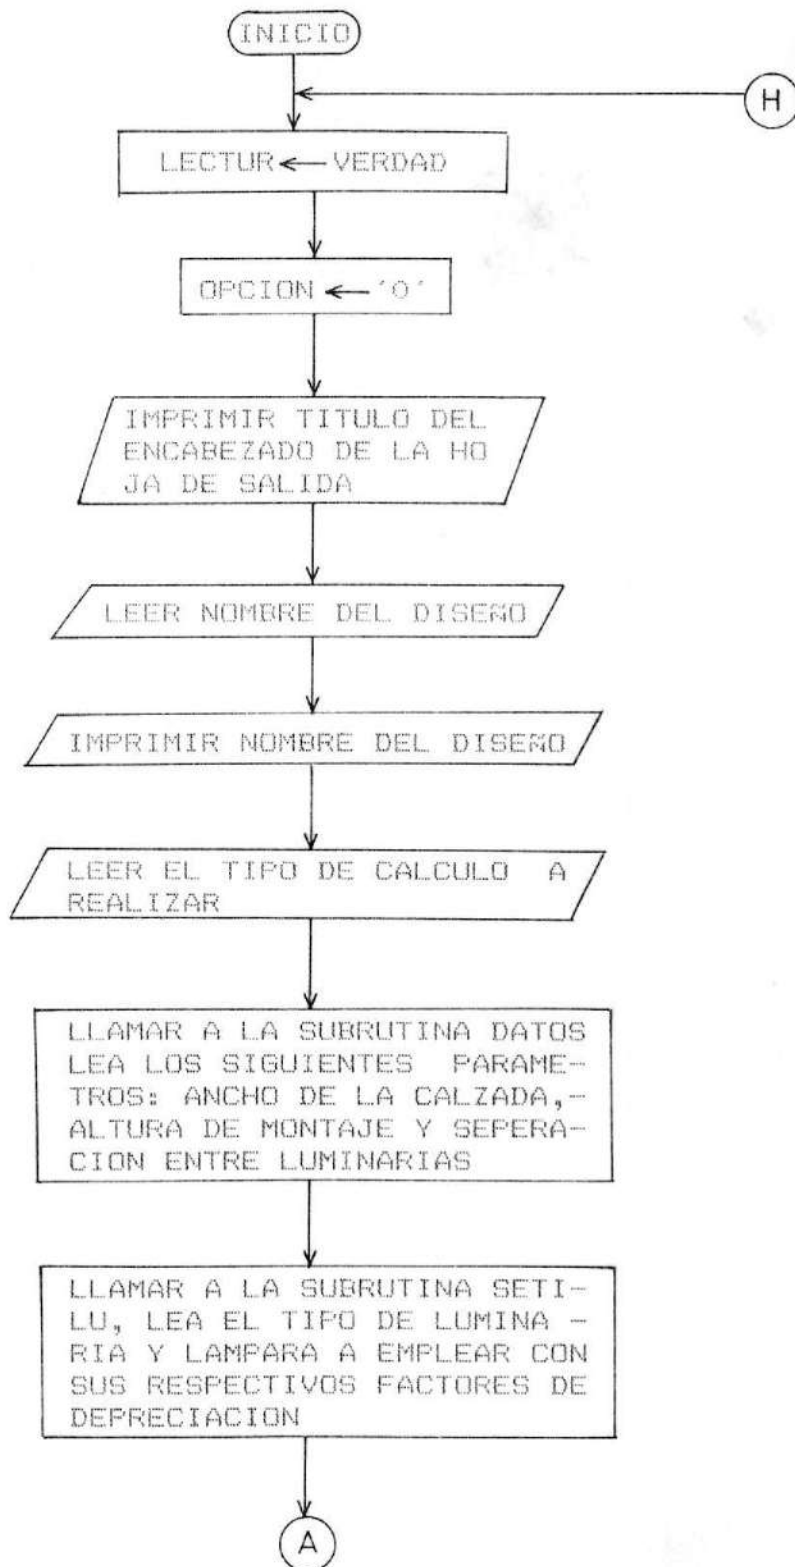 INICIO
H
LECTUR ← VERDAD
OPCION ← 'O'
IMPRIMIR TITULO DEL
ENCABEZADO DE LA HO
JA DE SALIDA
LEER NOMBRE DEL DISEÑO
IMPRIMIR NOMBRE DEL DISEÑO
LEER EL TIPO DE CALCULO A
REALIZAR
LLAMAR A LA SUBRUTINA DATOS
LEA LOS SIGUIENTES PARAME-
TROS: ANCHO DE LA CALZADA,-
ALTURA DE MONTAJE Y SEPERA-
CION ENTRE LUMINARIAS
LLAMAR A LA SUBRUTINA SETI-
LU, LEA EL TIPO DE LUMINA -
RIA Y LAMPARA A EMPLEAR CON
SUS RESPECTIVOS FACTORES DE
DEPRECIACION
A